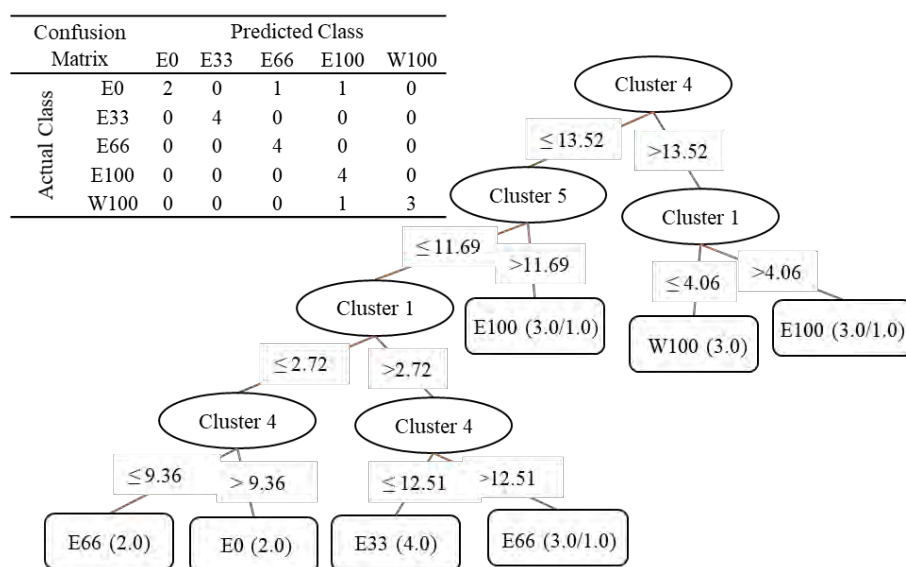 Confusion Matrix Predicted Class
E0 E33 E66 E100 W100
Actual Class
E0 2 0 1 1 0
E33 0 4 0 0 0
E66 0 0 4 0 0
E100 0 0 0 4 0
W100 0 0 0 1 3
Cluster 4
≤13.52 >13.52
Cluster 5 Cluster 1
≤11.69 >11.69 ≤4.06 >4.06
Cluster 1 E100 (3.0/1.0) W100 (3.0) E100 (3.0/1.0)
≤2.72 >2.72
Cluster 4 Cluster 4
≤9.36 >9.36 ≤12.51 >12.51
E66 (2.0) E0 (2.0) E33 (4.0) E66 (3.0/1.0)